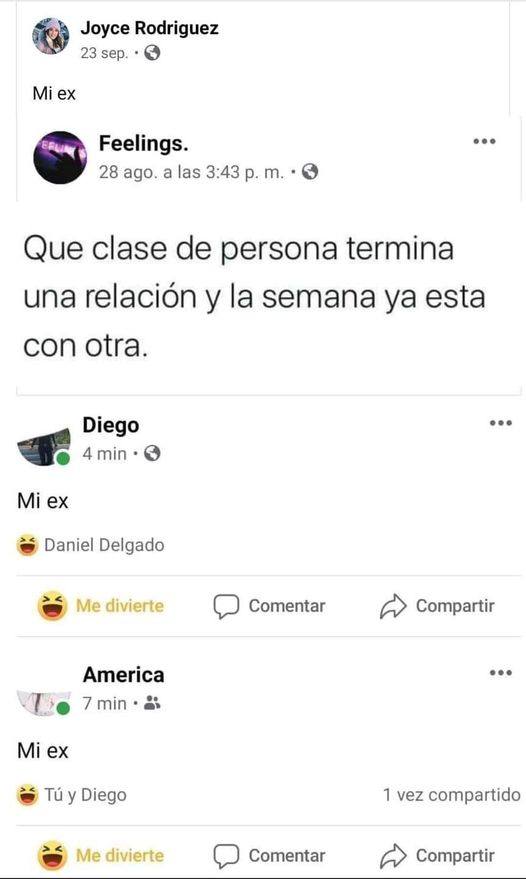 Joyce Rodriguez
23 sep. ·
Mi ex
FEELIN
Feelings.
28 ago. a las 3:43 p. m. ·
Que clase de persona termina
una relación y la semana ya esta
con otra.
Diego
4 min ·
Mi ex
Daniel Delgado
Me divierte Comentar Compartir
America
7 min ·
Mi ex
Tú y Diego 1 vez compartido
Me divierte Comentar Compartir